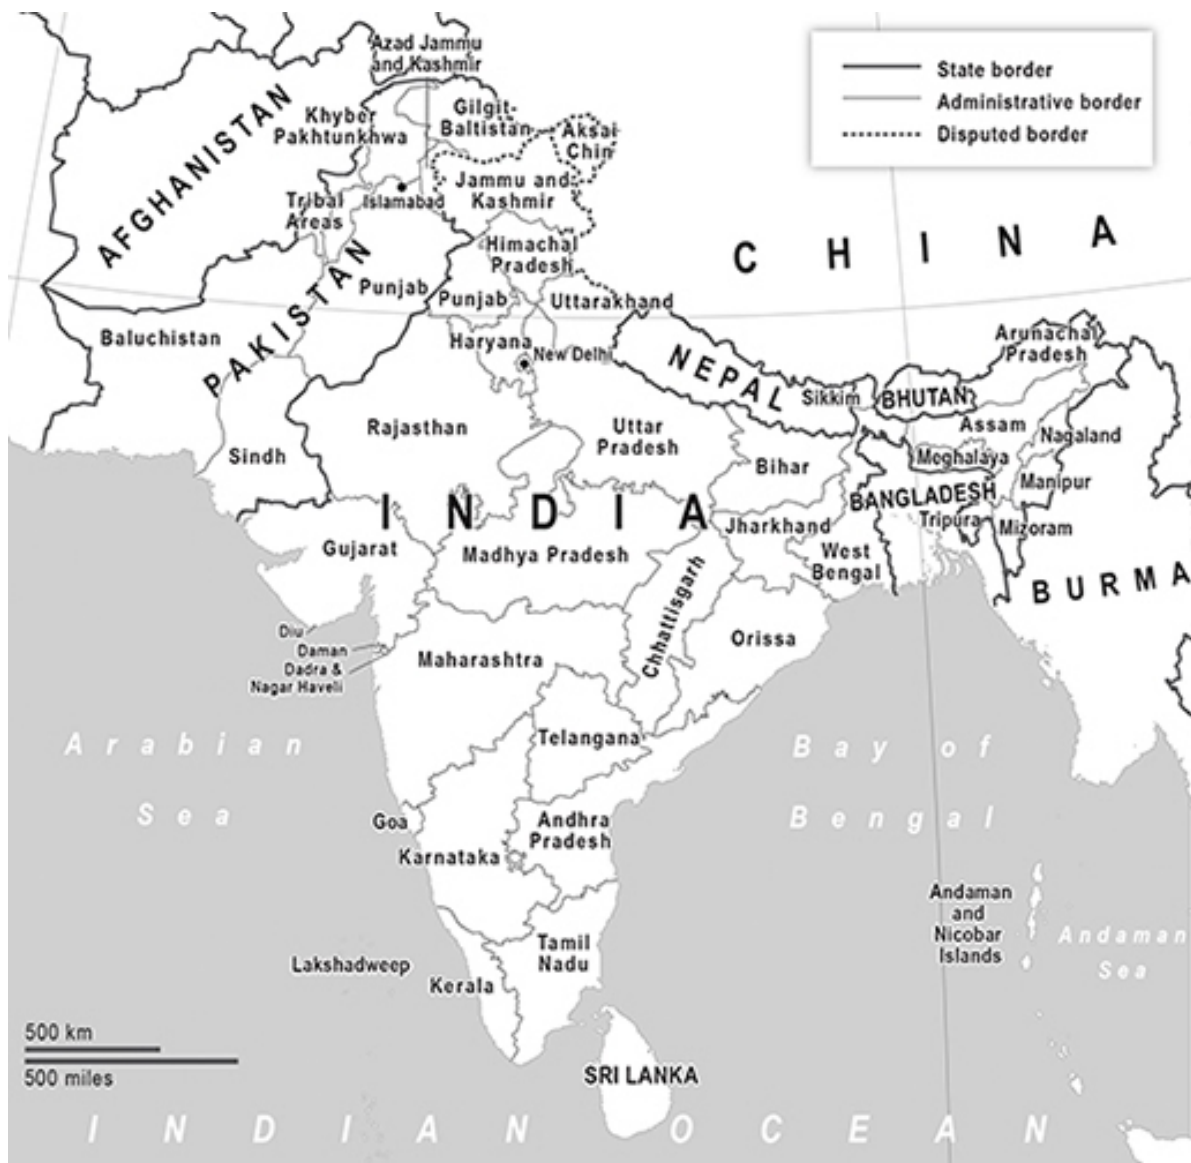 Azad Jammu
and Kashmir
State border
Administrative border
Disputed border
AFGHANISTAN
Khyber
Pakhtunkhwa
Gilgit-
Baltistan
Aksai
Chin
Jammu and
Kashmir
Tribal
Areas
Islamabad
CHINA
Himachal
Pradesh
PAKISTAN
Punjab
Punjab
Uttarakhand
Baluchistan
Haryana
New Delhi
NEPAL
Arunachal
Pradesh
Sikkim
BHUTAN
Rajasthan
Uttar
Pradesh
Assam
Nagaland
Sindh
Bihar
Meghalaya
Manipur
BANGLADESH
INDIA
Jharkhand
Tripura
Mizoram
Gujarat
Madhya Pradesh
West
Bengal
BURMA
Chhattisgarh
Diu
Daman
Dadra &
Nagar Haveli
Maharashtra
Orissa
Arabian
Sea
Telangana
Bay of
Bengal
Goa
Andhra
Pradesh
Karnataka
Andaman
and
Nicobar
Islands
Andaman
Sea
Lakshadweep
Kerala
Tamil
Nadu
500 km
500 miles
SRI LANKA
INDIAN OCEAN